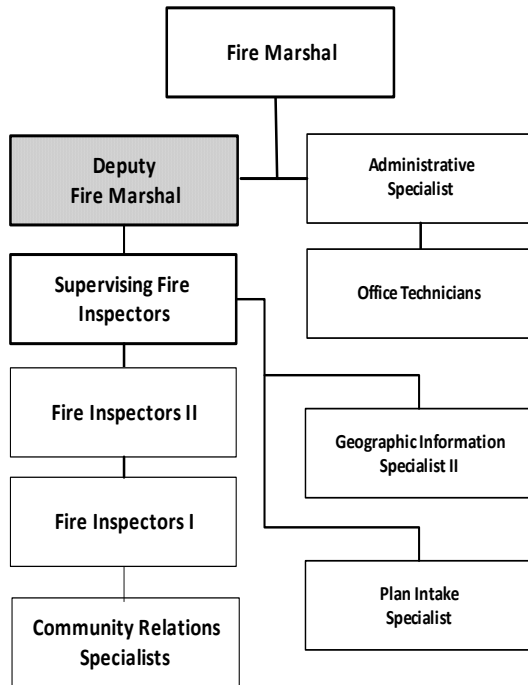 Fire Marshal
Deputy
Fire Marshal
Administrative
Specialist
Supervising Fire
Inspectors
Office Technicians
Fire Inspectors II
Geographic Information
Specialist II
Fire Inspectors I
Plan Intake
Specialist
Community Relations
Specialists